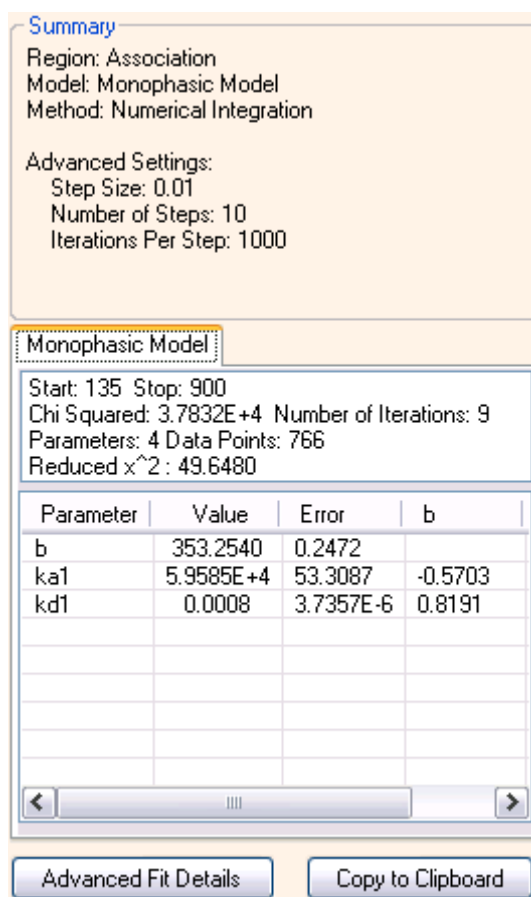 Summary
Region: Association
Model: Monophasic Model
Method: Numerical Integration
Advanced Settings:
Step Size: 0.01
Number of Steps: 10
Iterations Per Step: 1000
Monophasic Model
Start: 135 Stop: 900
Chi Squared: 3.7832E+4 Number of Iterations: 9
Parameters: 4 Data Points: 766
Reduced x^2 : 49.6480
Parameter Value Error b
b 353.2540 0.2472
ka1 5.9585E+4 53.3087 -0.5703
kd1 0.0008 3.7357E-6 0.8191
Advanced Fit Details Copy to Clipboard